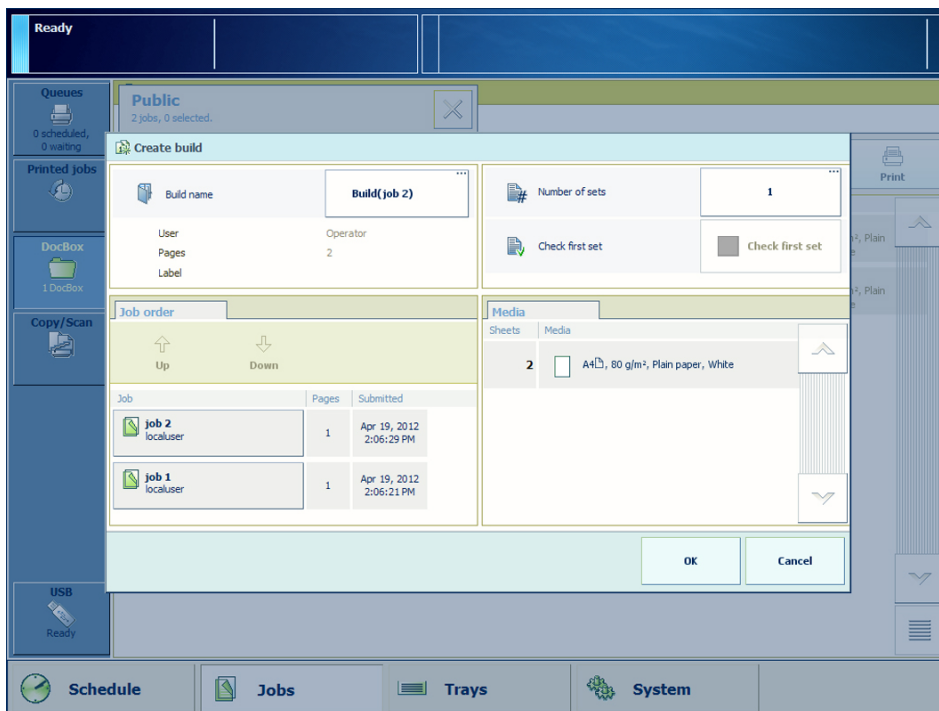 Ready
Queues
0 scheduled,
0 waiting
Printed jobs
DocBox
1 DocBox
Copy/Scan
USB
Ready
Public
2 jobs, 0 selected.
Print
Create build
Build name
Build(job 2)
...
User
Operator
Pages
2
Label
Number of sets
1
...
Check first set
Check first set
Job order
Up
Down
Job
Pages
Submitted
job 2
localuser
1
Apr 19, 2012
2:06:29 PM
job 1
localuser
1
Apr 19, 2012
2:06:21 PM
Media
Sheets
Media
2
A4, 80 g/m², Plain paper, White
OK
Cancel
, Plain
, Plain
Schedule
Jobs
Trays
System